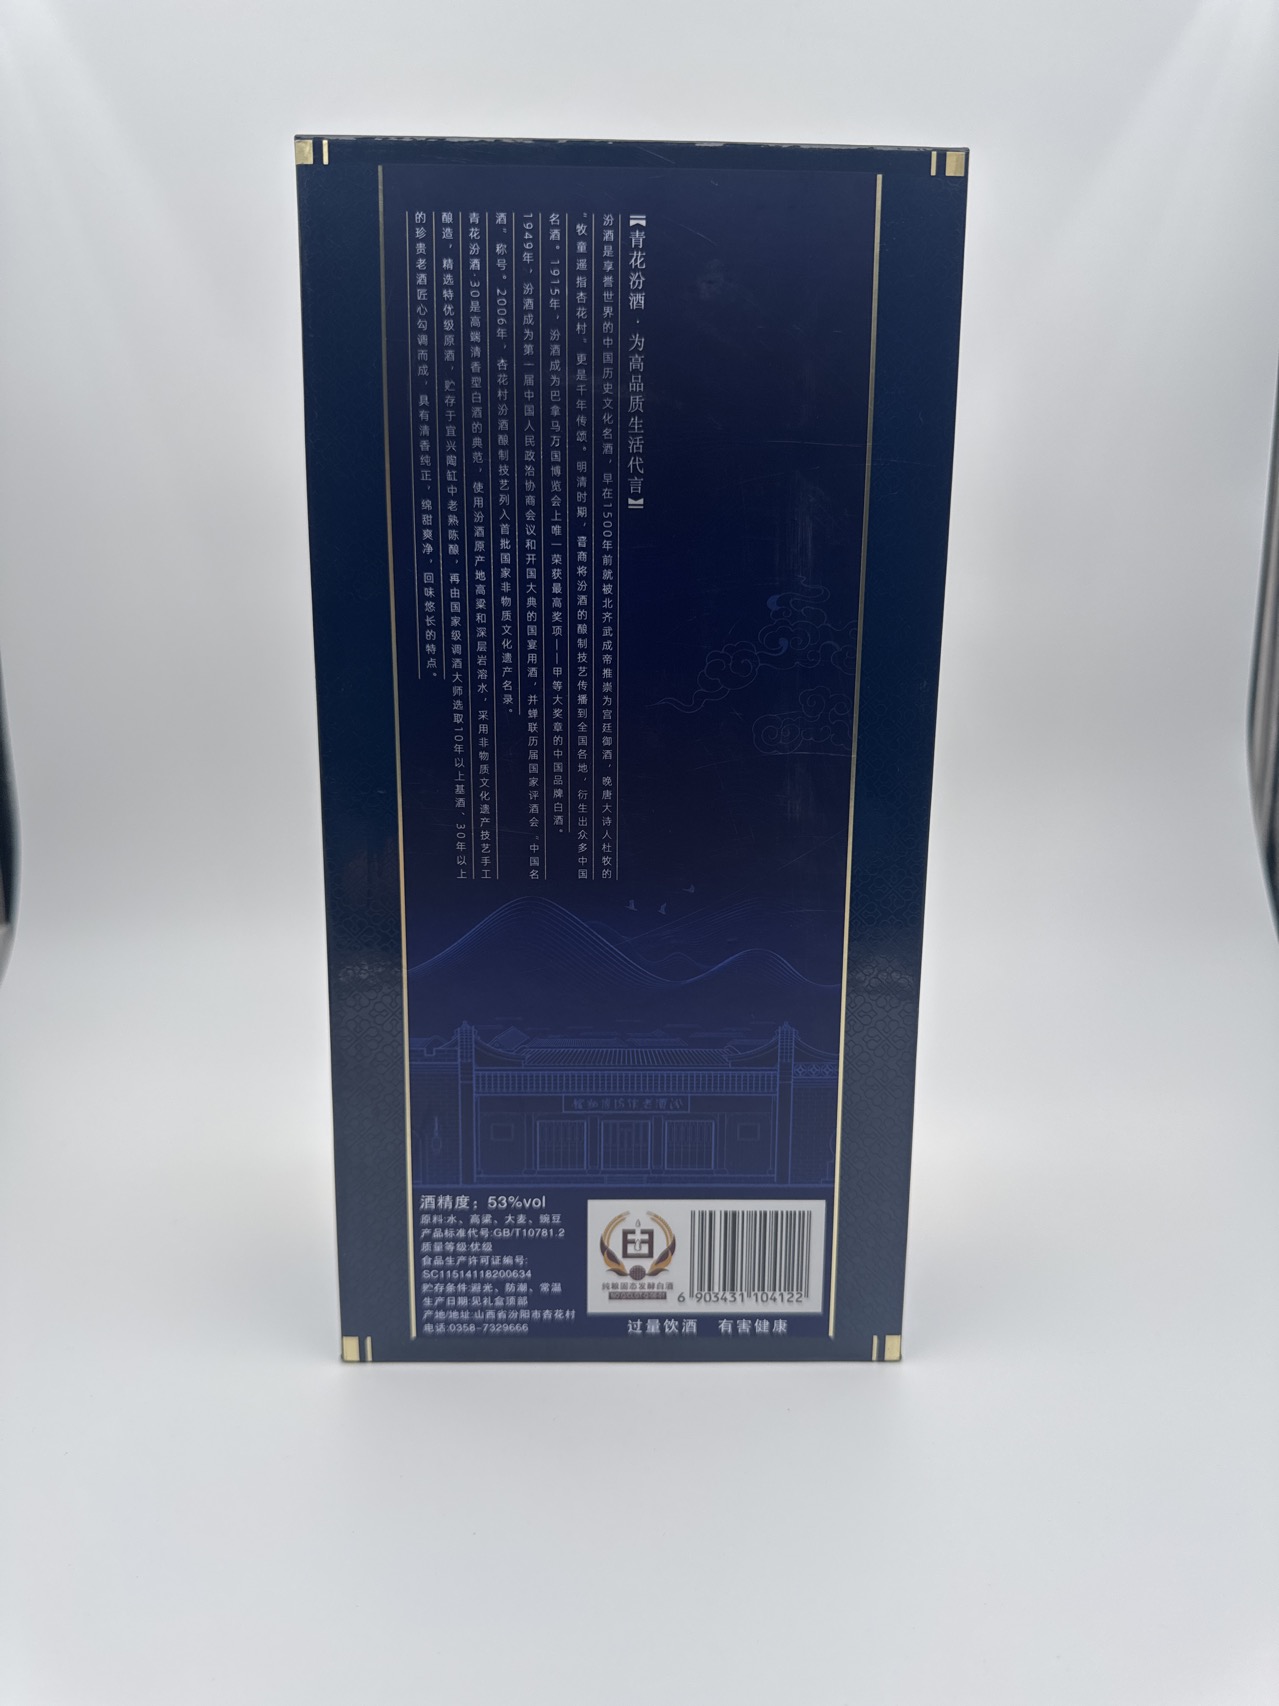 【青花汾酒·为高品质生活代言】
汾酒是享誉世界的中国历史文化名酒，早在1500年前就被北齐武成帝推崇为宫廷御酒，晚唐大诗人杜牧的
“牧童遥指杏花村”更是千年传颂。明清时期，晋商将汾酒的酿制技艺传播到全国各地，衍生出众多中国
名酒。1915年，汾酒成为巴拿马万国博览会上唯一荣获最高奖项——甲等大奖章的中国品牌白酒。
1949年，汾酒成为第一届中国人民政治协商会议和开国大典的国宴用酒，并蝉联历届国家评酒会“中国名
酒”称号。2006年，杏花村汾酒酿制技艺列入首批国家非物质文化遗产名录。
青花汾酒·30是高端清香型白酒的典范，使用汾酒原产地高粱和深层岩溶水，采用非物质文化遗产技艺手工
酿造，精选特优级原酒，贮存于宜兴陶缸中老熟陈酿，再由国家级调酒大师选取10年以上基酒、30年以上
的珍贵老酒匠心勾调而成，具有清香纯正，绵甜爽净，回味悠长的特点。
酒精度：53%vol
原料:水、高粱、大麦、豌豆
产品标准代号:GB/T10781.2
质量等级:优级
食品生产许可证编号:
SC11514118200634
贮存条件:避光、防潮、常温
生产日期:见礼盒顶部
产地/地址:山西省汾阳市杏花村
电话:0358-7329666
纯粮固态发酵白酒
6 903431 104122
过量饮酒 有害健康